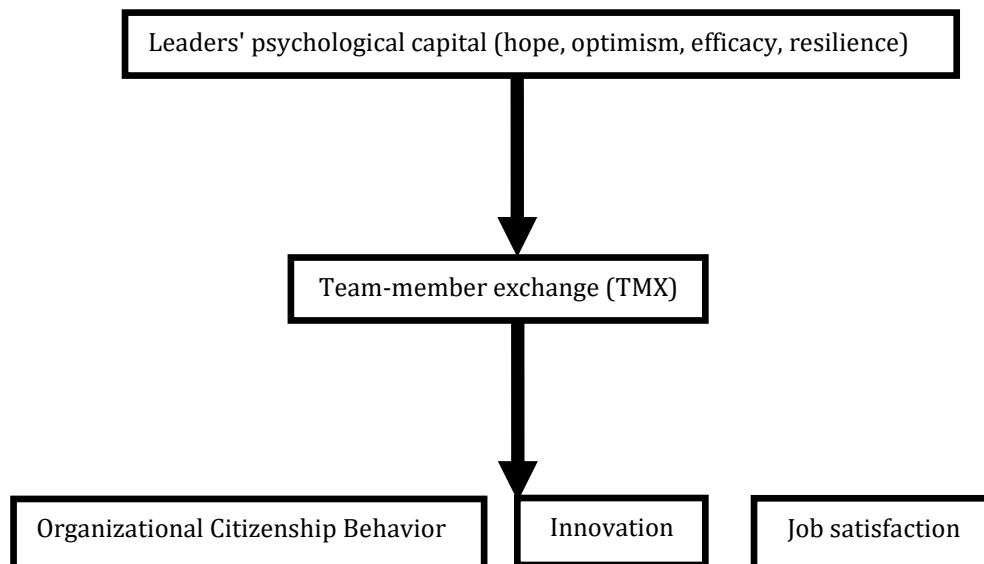 Leaders' psychological capital (hope, optimism, efficacy, resilience)
Team-member exchange (TMX)
Organizational Citizenship Behavior
Innovation
Job satisfaction